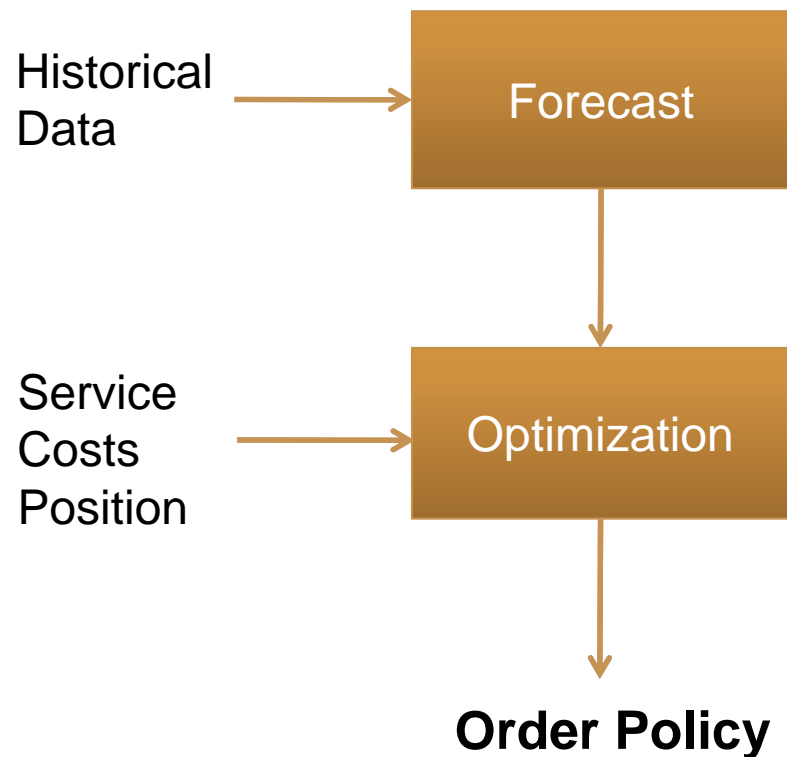 Historical
Data
Forecast
Service
Costs
Position
Optimization
Order Policy